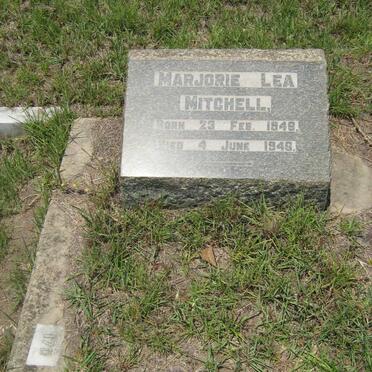 MARJORIE LEA
MITCHELL,
BORN 23 FEB. 1949,
DIED 4 JUNE 1949.